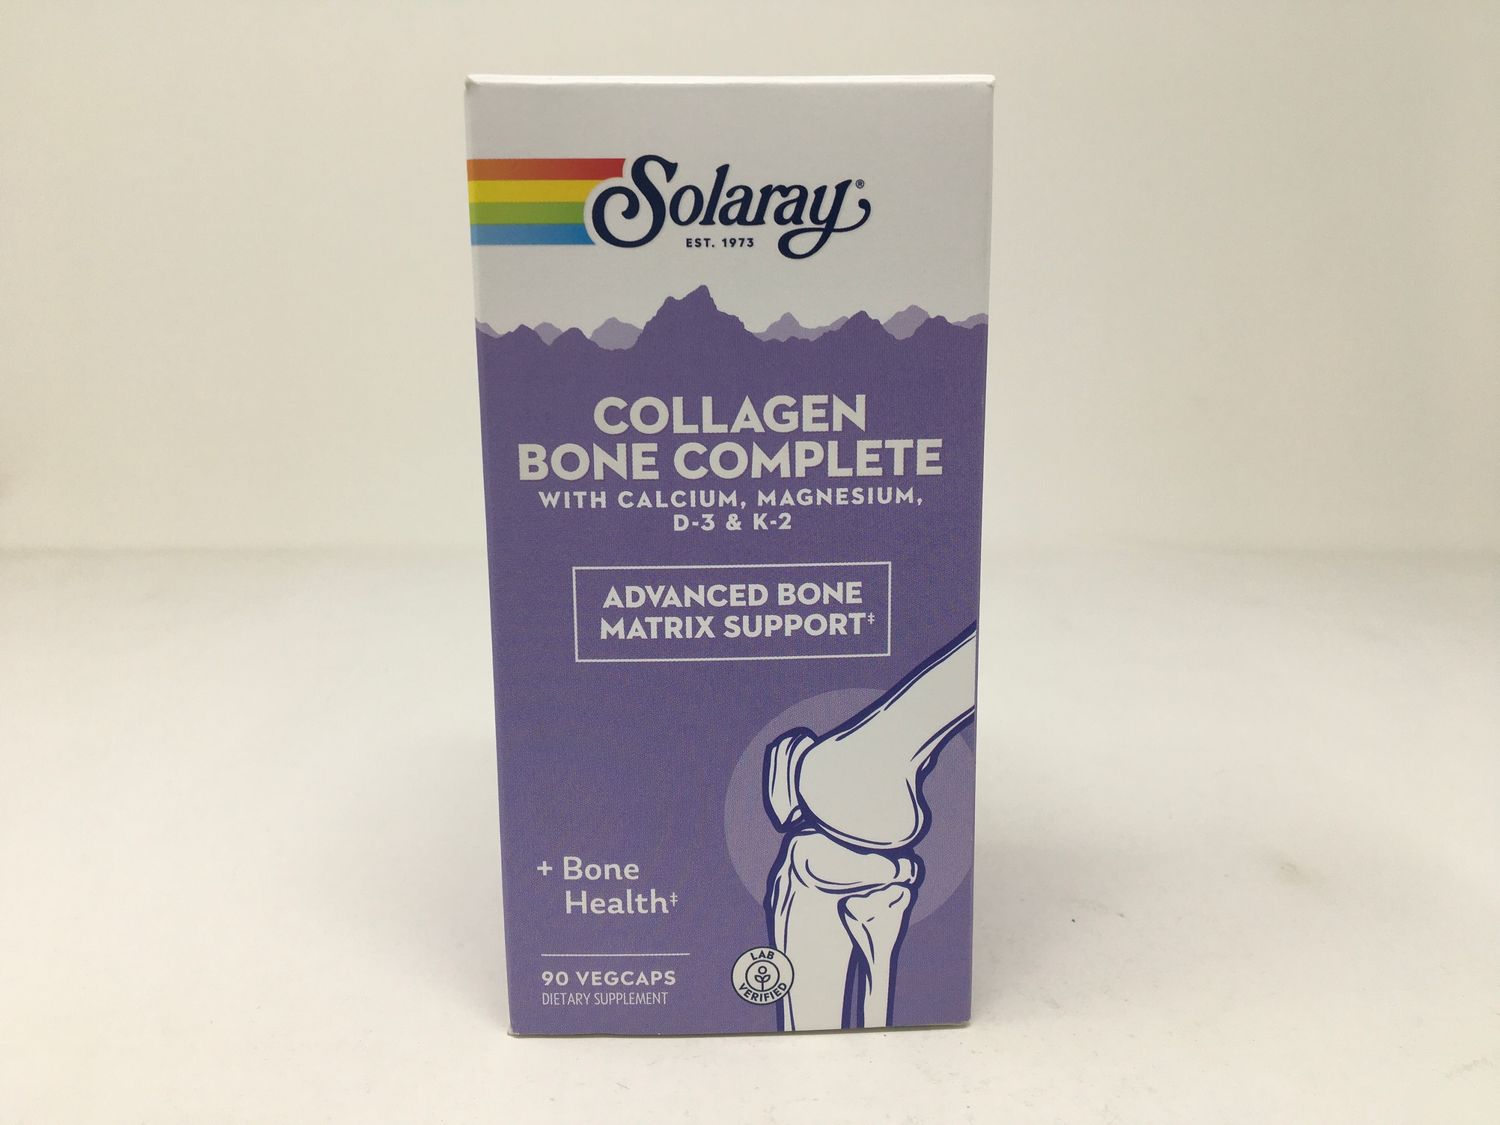 Solaray®
EST. 1973
COLLAGEN
BONE COMPLETE
WITH CALCIUM, MAGNESIUM,
D-3 & K-2
ADVANCED BONE
MATRIX SUPPORT‡
+ Bone
Health‡
90 VEGCAPS
DIETARY SUPPLEMENT
LAB
VERIFIED